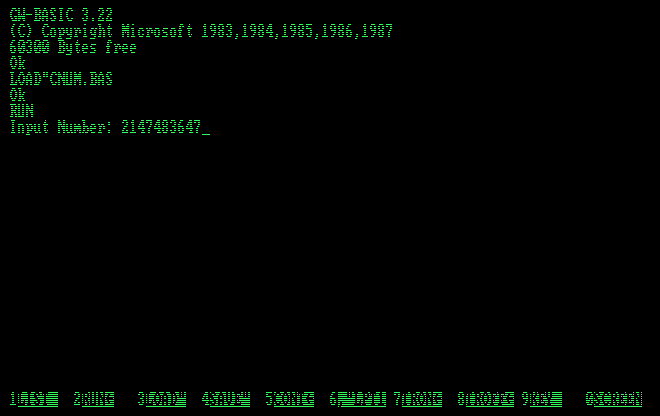 GW-BASIC 3.22
(C) Copyright Microsoft 1983,1984,1985,1986,1987
60300 Bytes free
Ok
LOAD"CNUM.BAS
Ok
RUN
Input Number: 2147483647_
1LIST 2RUN← 3LOAD" 4SAVE" 5CONT← 6,"LPT1 7TRON← 8TROFF← 9KEY 0SCREEN